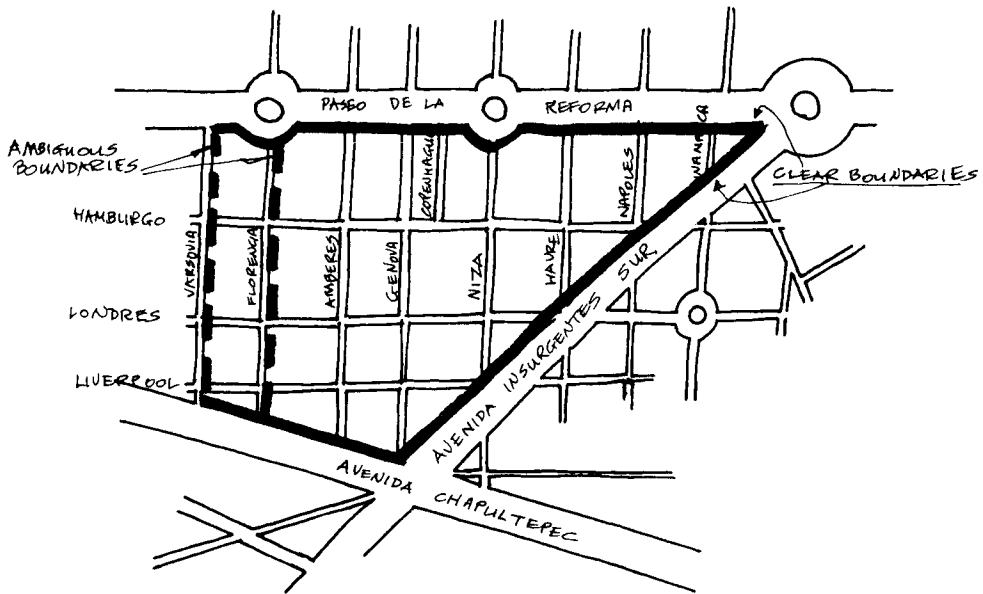 PASEO DE LA REFORMA
AMBIGUOUS
BOUNDARIES
CLEAR BOUNDARIES
HAMBURGO
LONDRES
LIVERPOOL
VARSOVIA
FLORENCIA
AMBERES
GENOVA
COPENHAGUE
NIZA
HAVRE
NAPOLES
AVENIDA INSURGENTES SUR
AVENIDA CHAPULTEPEC